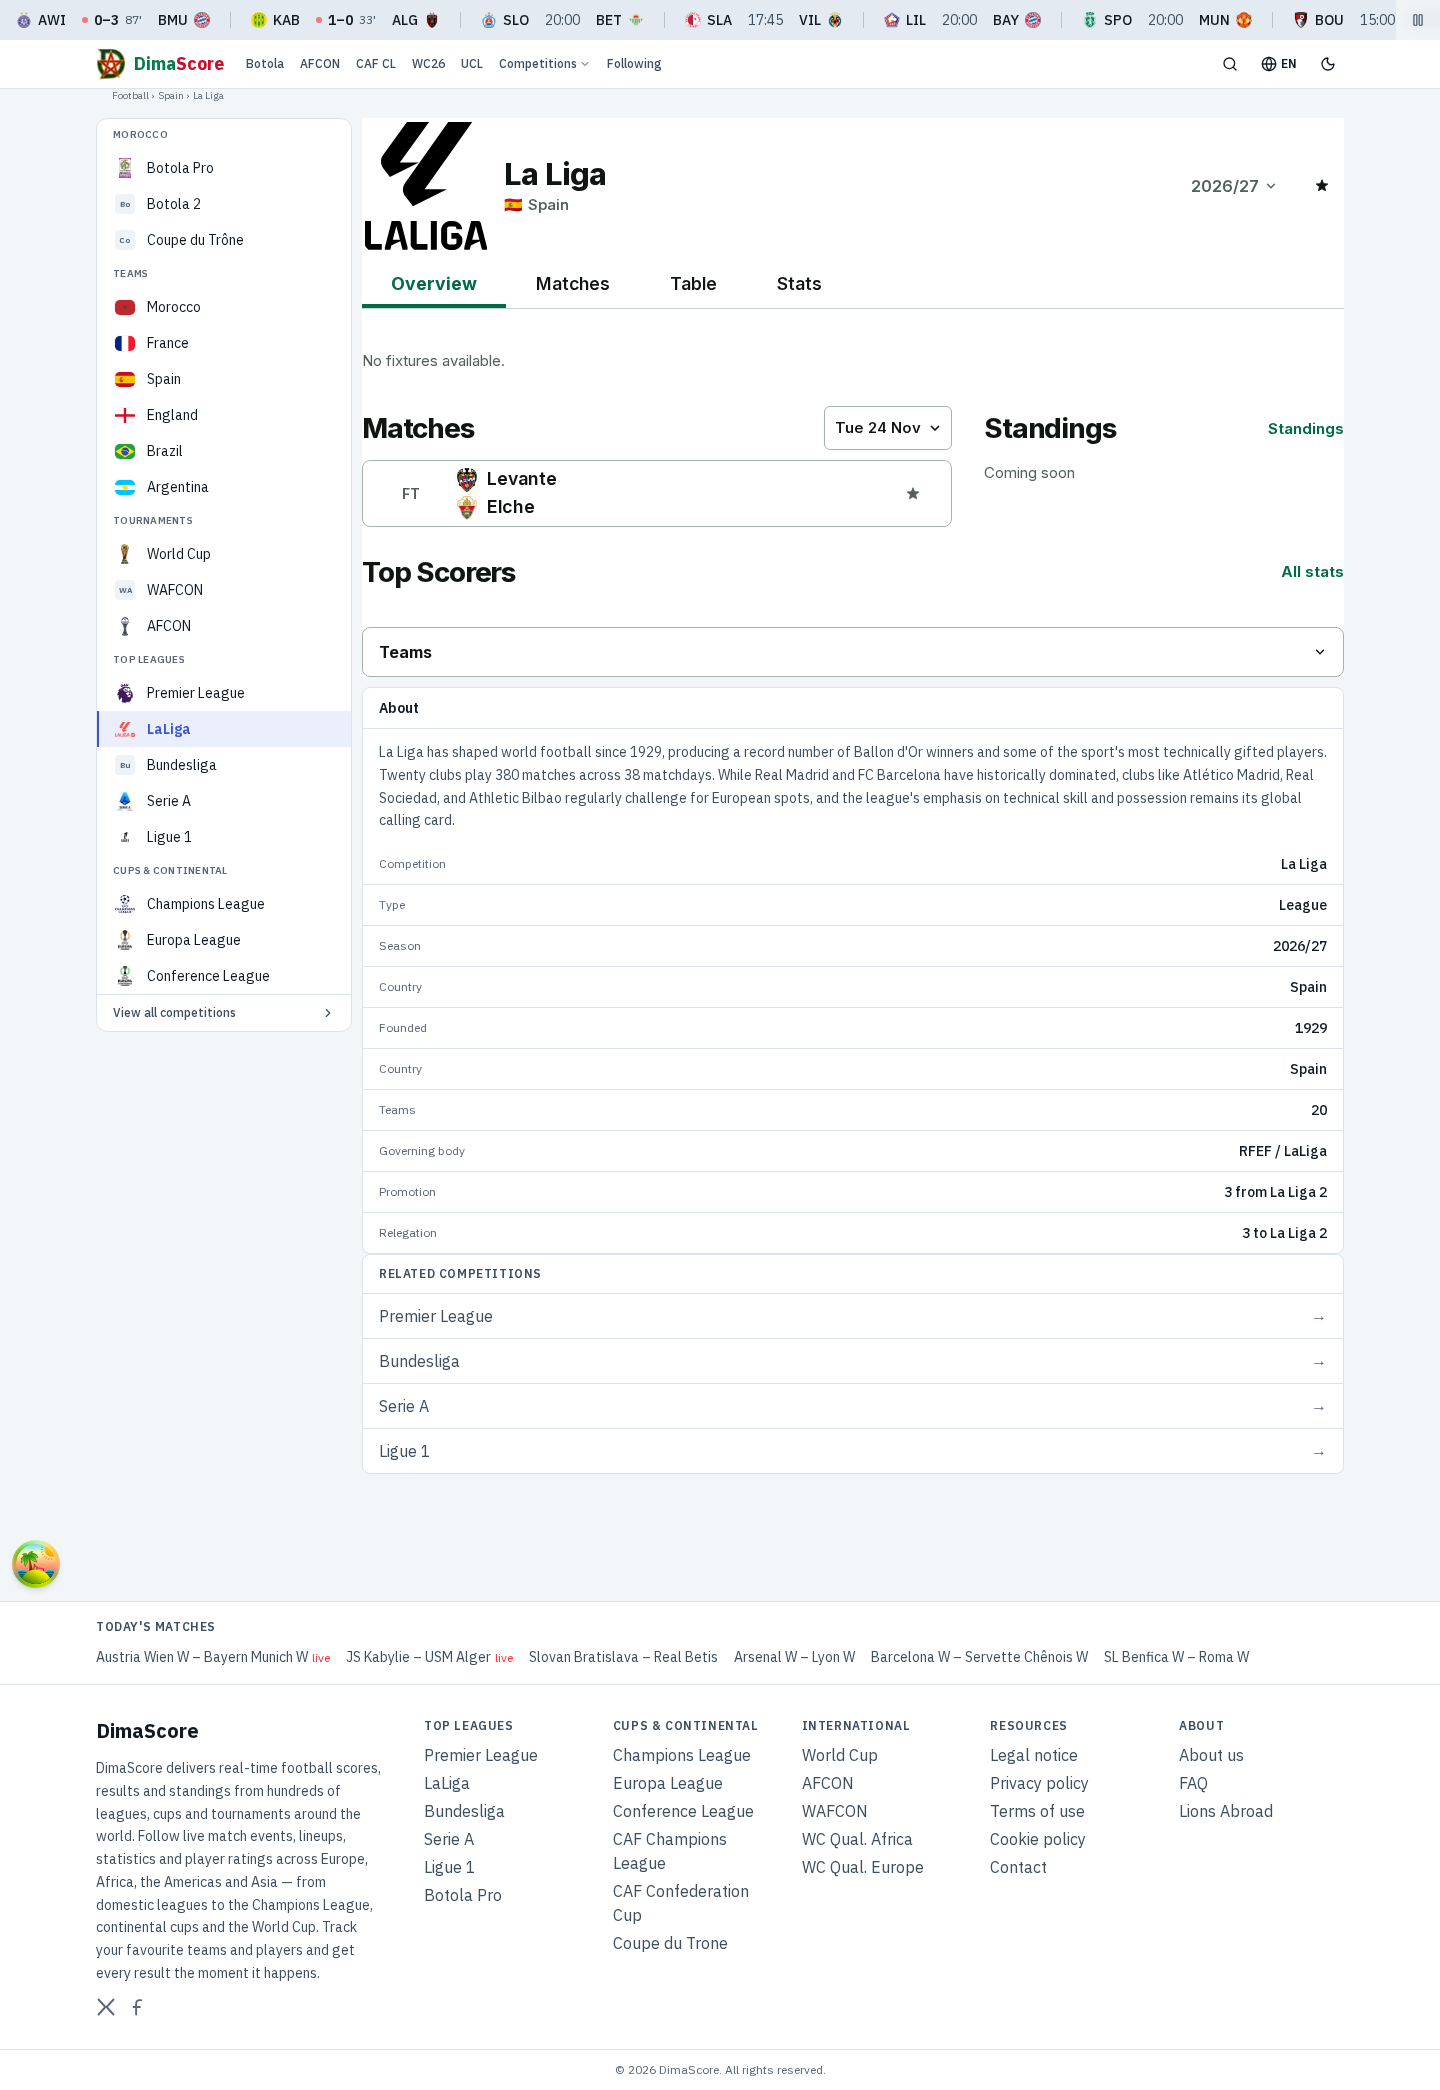 AWI 0–3 87' BMU KAB 1–0 33' ALG SLO 20:00 BET SLA 17:45 VIL LIL 20:00 BAY SPO 20:00 MUN BOU 15:00
DimaScore Botola AFCON CAF CL WC26 UCL Competitions Following EN
Football › Spain › La Liga
MOROCCO
Botola Pro
Bo Botola 2
Co Coupe du Trône
TEAMS
Morocco
France
Spain
England
Brazil
Argentina
TOURNAMENTS
World Cup
WA WAFCON
AFCON
TOP LEAGUES
Premier League
LaLiga
Bu Bundesliga
Serie A
Ligue 1
CUPS & CONTINENTAL
Champions League
Europa League
Conference League
View all competitions
LALIGA
La Liga
Spain
2026/27
Overview Matches Table Stats
No fixtures available.
Matches
Tue 24 Nov
FT
Levante
Elche
Standings
Standings
Coming soon
Top Scorers
All stats
Teams
About
La Liga has shaped world football since 1929, producing a record number of Ballon d'Or winners and some of the sport's most technically gifted players.
Twenty clubs play 380 matches across 38 matchdays. While Real Madrid and FC Barcelona have historically dominated, clubs like Atlético Madrid, Real
Sociedad, and Athletic Bilbao regularly challenge for European spots, and the league's emphasis on technical skill and possession remains its global
calling card.
Competition La Liga
Type League
Season 2026/27
Country Spain
Founded 1929
Country Spain
Teams 20
Governing body RFEF / LaLiga
Promotion 3 from La Liga 2
Relegation 3 to La Liga 2
RELATED COMPETITIONS
Premier League →
Bundesliga →
Serie A →
Ligue 1 →
TODAY'S MATCHES
Austria Wien W – Bayern Munich W live JS Kabylie – USM Alger live Slovan Bratislava – Real Betis Arsenal W – Lyon W Barcelona W – Servette Chênois W SL Benfica W – Roma W
DimaScore
DimaScore delivers real-time football scores,
results and standings from hundreds of
leagues, cups and tournaments around the
world. Follow live match events, lineups,
statistics and player ratings across Europe,
Africa, the Americas and Asia — from
domestic leagues to the Champions League,
continental cups and the World Cup. Track
your favourite teams and players and get
every result the moment it happens.
TOP LEAGUES
Premier League
LaLiga
Bundesliga
Serie A
Ligue 1
Botola Pro
CUPS & CONTINENTAL
Champions League
Europa League
Conference League
CAF Champions
League
CAF Confederation
Cup
Coupe du Trone
INTERNATIONAL
World Cup
AFCON
WAFCON
WC Qual. Africa
WC Qual. Europe
RESOURCES
Legal notice
Privacy policy
Terms of use
Cookie policy
Contact
ABOUT
About us
FAQ
Lions Abroad
© 2026 DimaScore. All rights reserved.